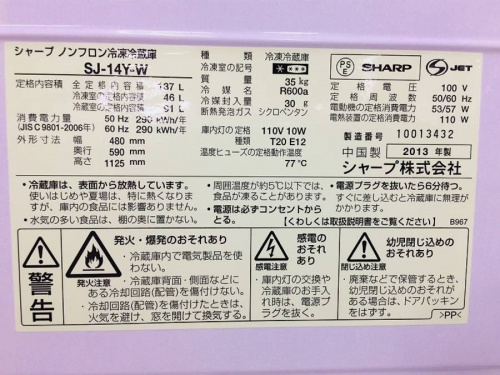 シャープ ノンフロン冷凍冷蔵庫
SJ-14Y-W
定格内容積 全定格内容積 137 L
冷凍室の定格内容積 46 L
冷蔵室の定格内容積 91 L
消費電力量 50 Hz 290 kWh/年
(JIS C 9801-2006年) 60 Hz 290 kWh/年
外形寸法 幅 480 mm
奥行 590 mm
高さ 1125 mm
種類 冷凍冷蔵庫
冷凍室の記号 ****
質量 35 kg
冷媒名 R600a
冷媒封入量 30 g
断熱材発泡ガス シクロペンタン
庫内灯の定格 110V 10W
種類 T20 E12
温度ヒューズの定格動作温度
77 ℃
PS
E
SHARP
S JET
定格電圧 100 V
定格周波数 50/60 Hz
電動機の定格消費電力 53/57 W
電熱装置の定格消費電力 110 W
製造番号 10013432
中国製 2013 年製
シャープ株式会社
・冷蔵庫は、表面から放熱しています。
使いはじめや夏場は、特に熱くなりま
すが、庫内の食品には影響ありません。
・水気の多い食品は、棚の奥に置かない。
・周囲温度が約5℃以下では、
食品が凍ることがあります。
・電源は必ずコンセントから
とる。
・電源プラグを抜いたら6分待つ。
すぐに入れると故障の原因に
なります。
(くわしくは取扱説明書をご覧ください)
B967
警告
発火・爆発のおそれあり
発火注意
・冷蔵庫内で電気製品を使
わない。
・冷蔵庫背面・側面などに
ある冷却回路(配管)を傷付けない。
・冷却回路(配管)を傷付けたときは、
火気を避け、窓を開けて換気する。
感電の
おそれあり
感電注意
・庫内灯の交換や
冷蔵庫のお手
入れ時は、電源
プラグを抜く。
幼児閉じ込めの
おそれあり
閉じ込め注意
・廃棄などで保管するとき、
幼児が閉じ込められるおそれ
がある場合は、ドアパッキン
がはずす。
>PP<